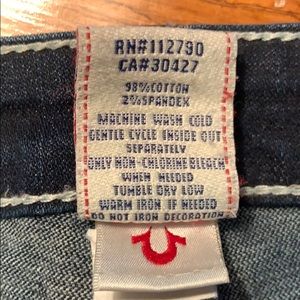 RN#112790
CA#30427
98%COTTON
2%SPANDEX
MACHINE WASH COLD
GENTLE CYCLE INSIDE OUT
SEPARATELY
ONLY NON-CHLORINE BLEACH
WHEN NEEDED
TUMBLE DRY LOW
WARM IRON IF NEEDED
DO NOT IRON DECORATION